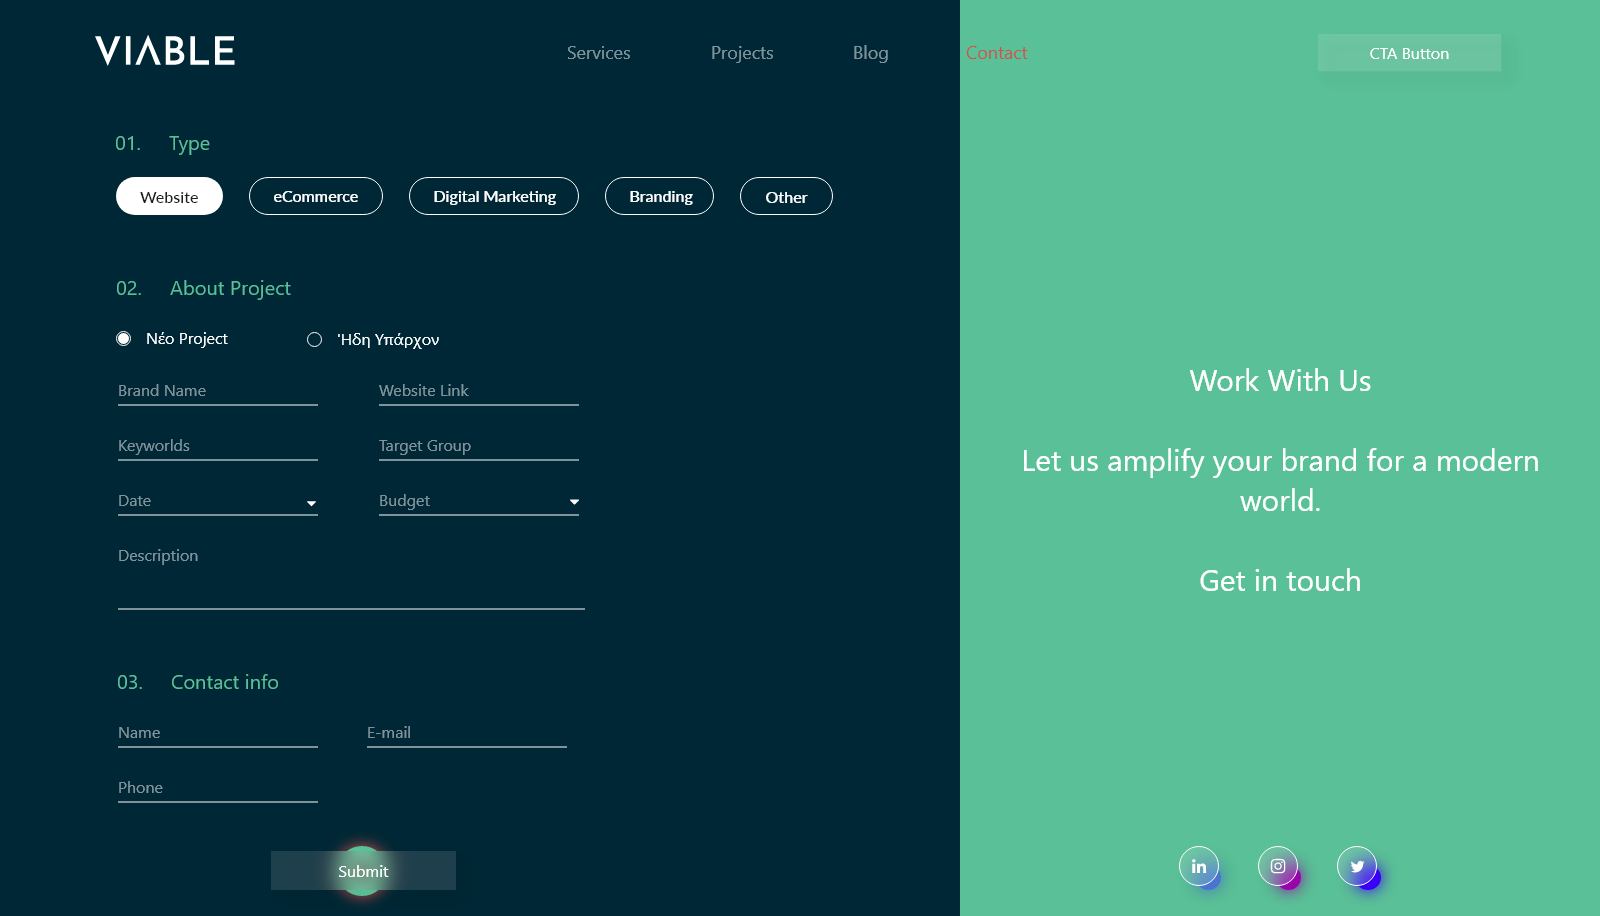 VIABLE
Services
Projects
Blog
Contact
CTA Button
01. Type
Website
eCommerce
Digital Marketing
Branding
Other
02. About Project
Νέο Project
Ήδη Υπάρχον
Brand Name
Website Link
Keyworlds
Target Group
Date
Budget
Description
03. Contact info
Name
E-mail
Phone
Submit
Work With Us
Let us amplify your brand for a modern
world.
Get in touch
in